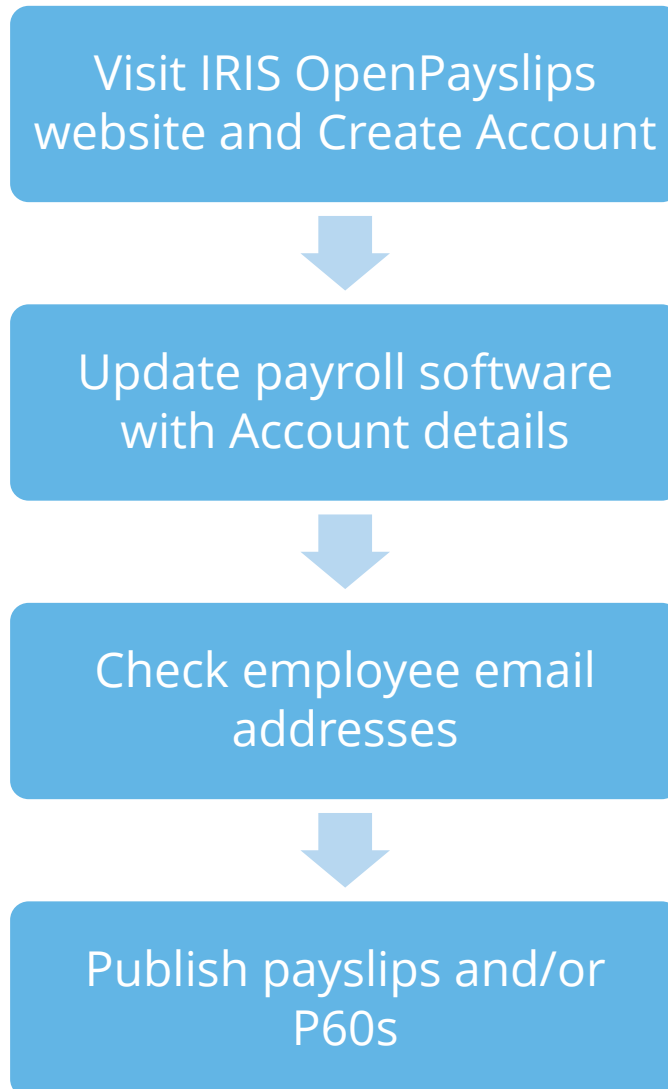 Visit IRIS OpenPayslips
website and Create Account
Update payroll software
with Account details
Check employee email
addresses
Publish payslips and/or
P60s